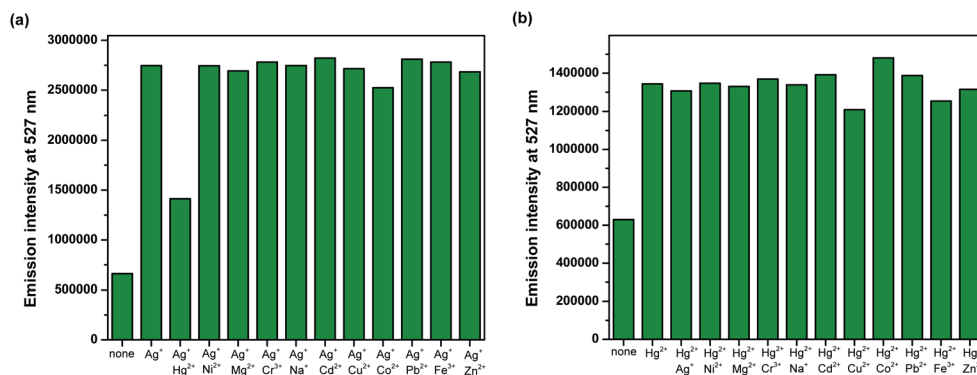 (a)
Emission intensity at 527 nm
3000000
2500000
2000000
1500000
1000000
500000
0
none Ag⁺ Ag⁺ Ag⁺ Ag⁺ Ag⁺ Ag⁺ Ag⁺ Ag⁺ Ag⁺ Ag⁺ Ag⁺ Ag⁺
Hg²⁺ Ni²⁺ Mg²⁺ Cr³⁺ Na⁺ Cd²⁺ Cu²⁺ Co²⁺ Pb²⁺ Fe³⁺ Zn²⁺
(b)
Emission intensity at 527 nm
1400000
1200000
1000000
800000
600000
400000
200000
0
none Hg²⁺ Hg²⁺ Hg²⁺ Hg²⁺ Hg²⁺ Hg²⁺ Hg²⁺ Hg²⁺ Hg²⁺ Hg²⁺ Hg²⁺ Hg
Ag⁺ Ni²⁺ Mg²⁺ Cr³⁺ Na⁺ Cd²⁺ Cu²⁺ Co²⁺ Pb²⁺ Fe³⁺ Zn²